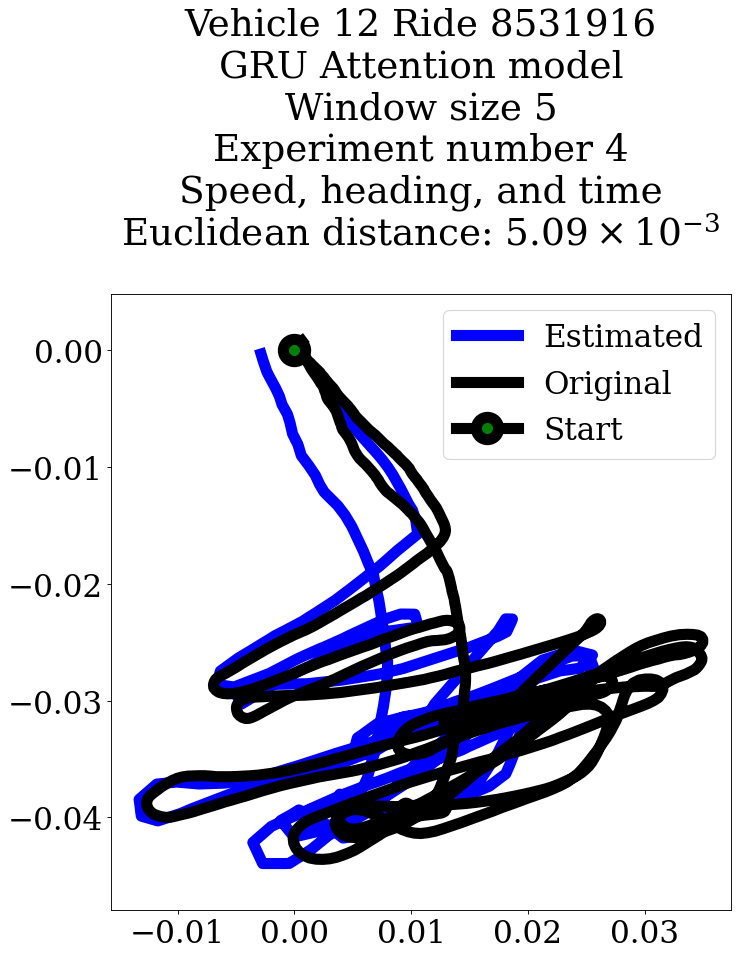 Vehicle 12 Ride 8531916
GRU Attention model
Window size 5
Experiment number 4
Speed, heading, and time
Euclidean distance: 5.09 × 10⁻³
Estimated
Original
Start
0.00
−0.01
−0.02
−0.03
−0.04
−0.01 0.00 0.01 0.02 0.03